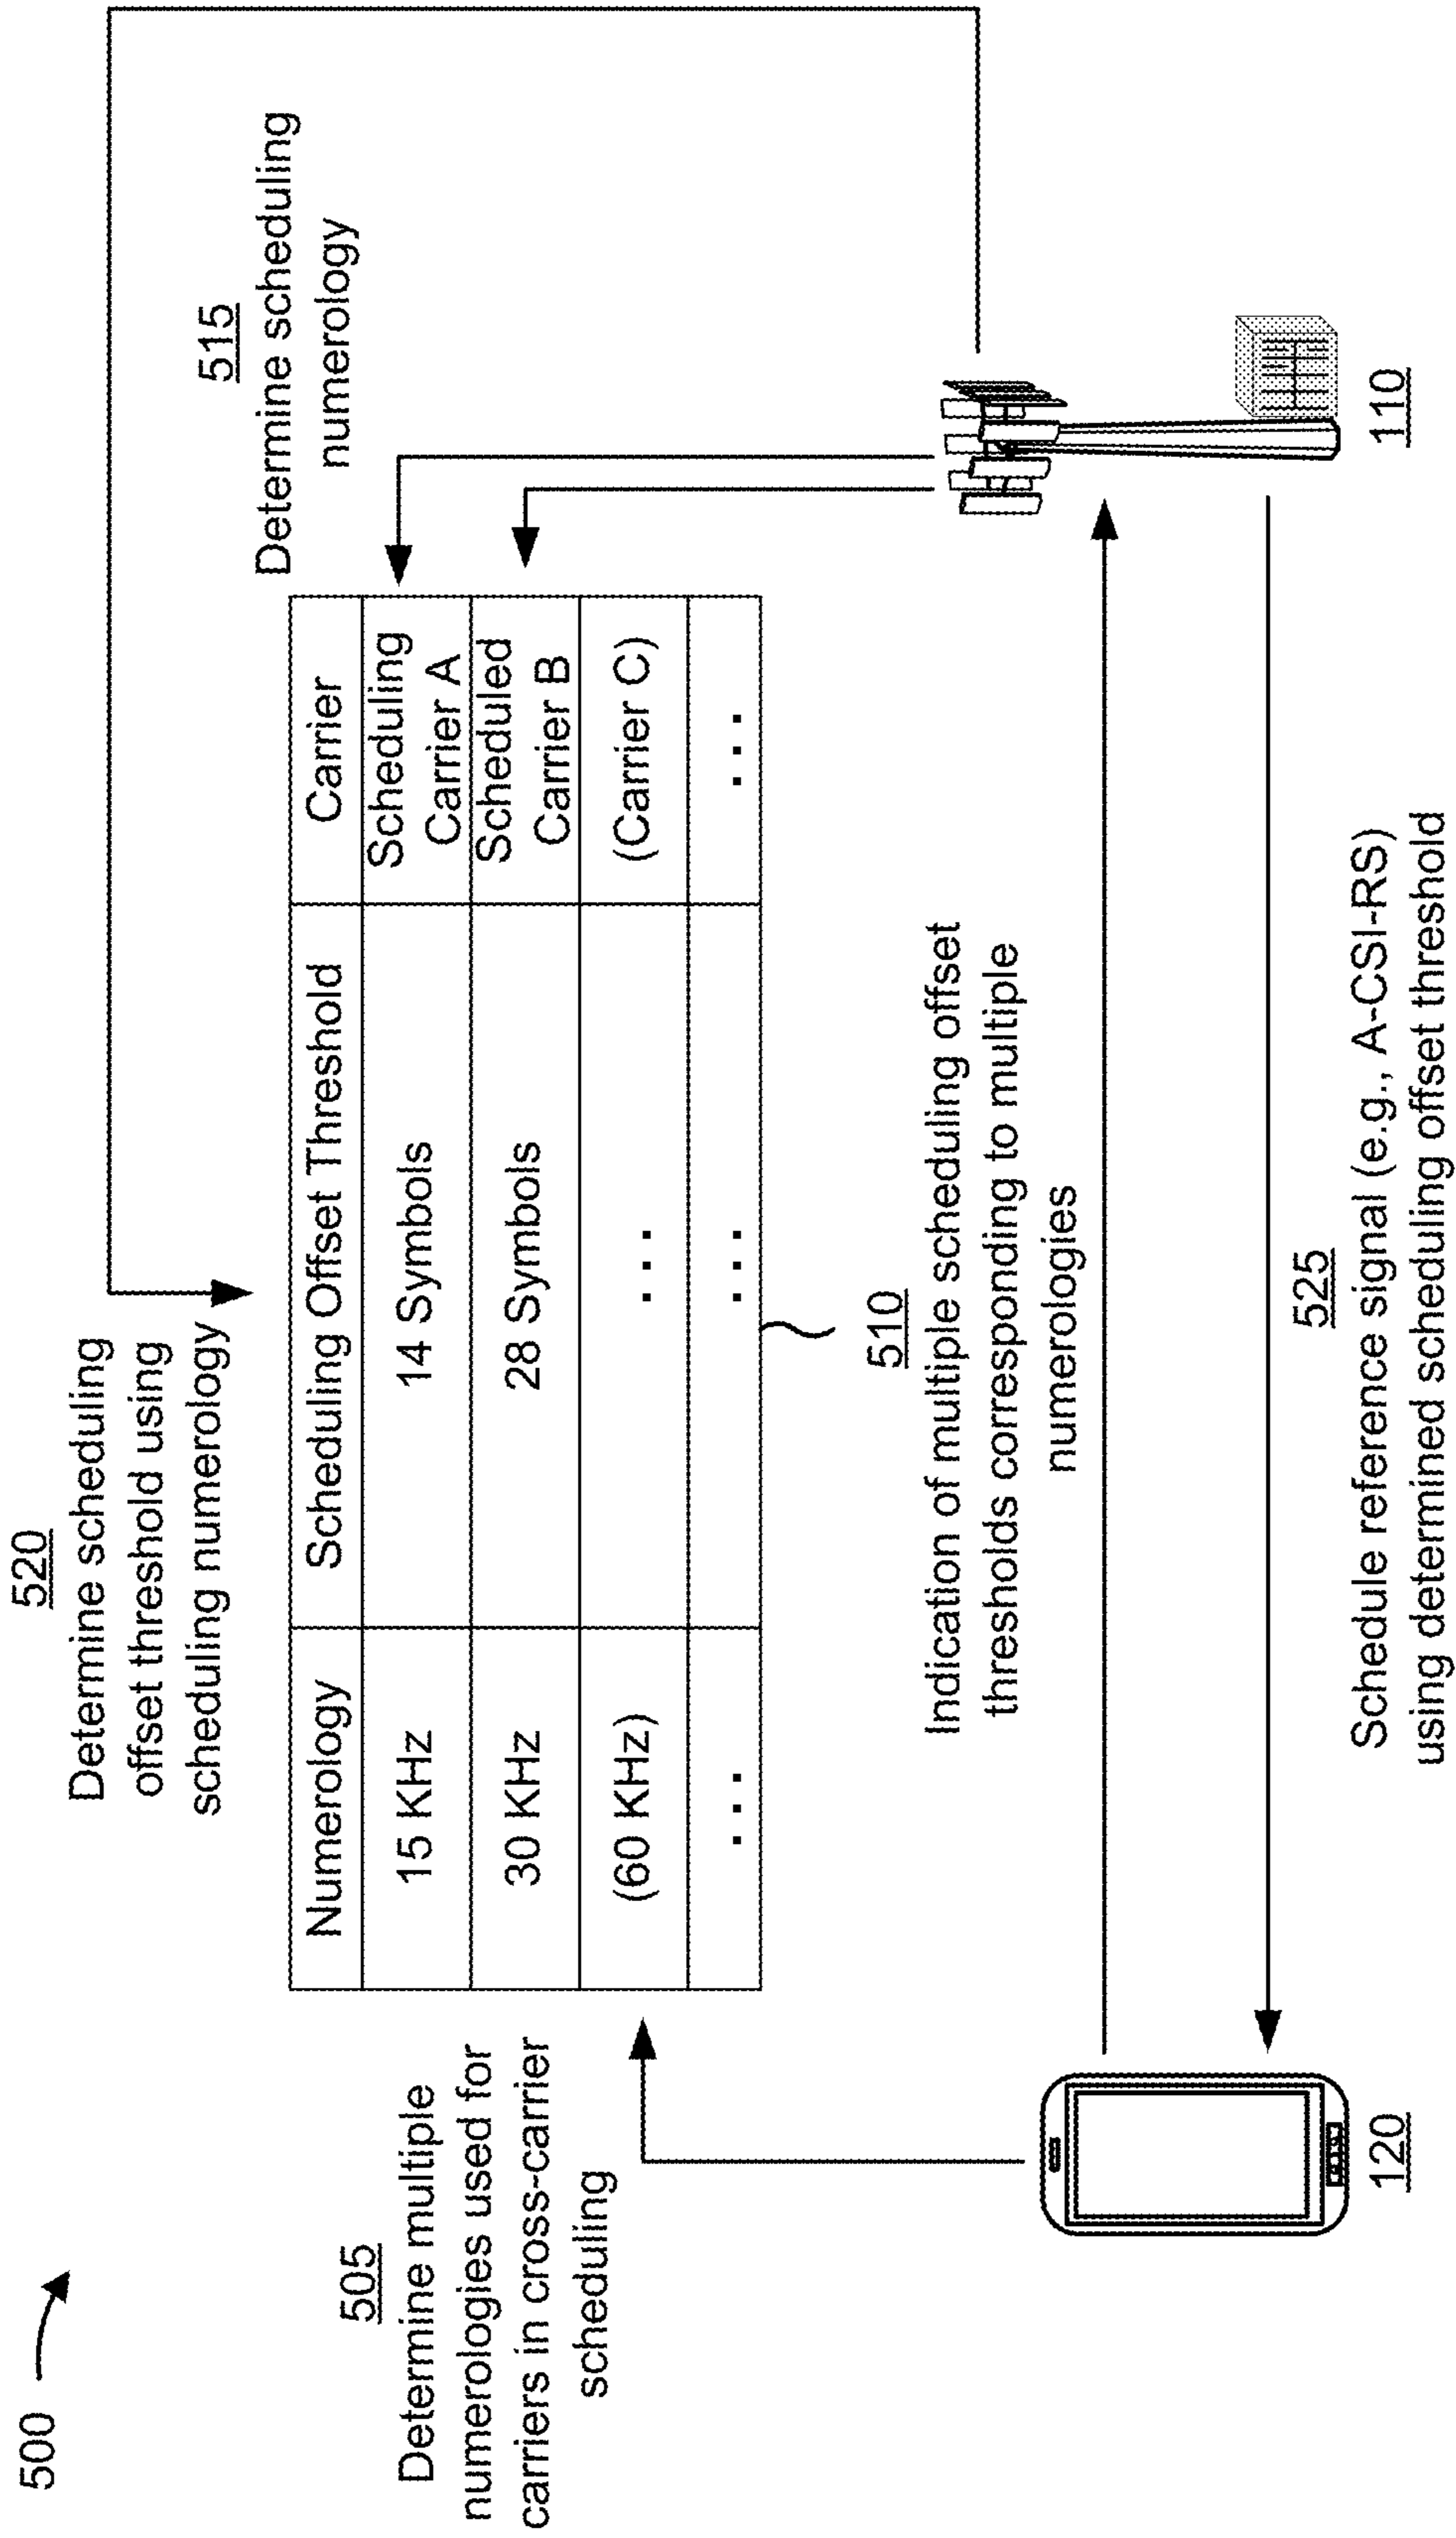 500
505
Determine multiple
numerologies used for
carriers in cross-carrier
scheduling
520
Determine scheduling
offset threshold using
scheduling numerology
515
Determine scheduling
numerology
Numerology Scheduling Offset Threshold Carrier
15 KHz 14 Symbols Scheduling
Carrier A
30 KHz 28 Symbols Scheduled
Carrier B
(60 KHz) . . . (Carrier C)
. . . . . . . . .
510
Indication of multiple scheduling offset
thresholds corresponding to multiple
numerologies
525
Schedule reference signal (e.g., A-CSI-RS)
using determined scheduling offset threshold
120
110